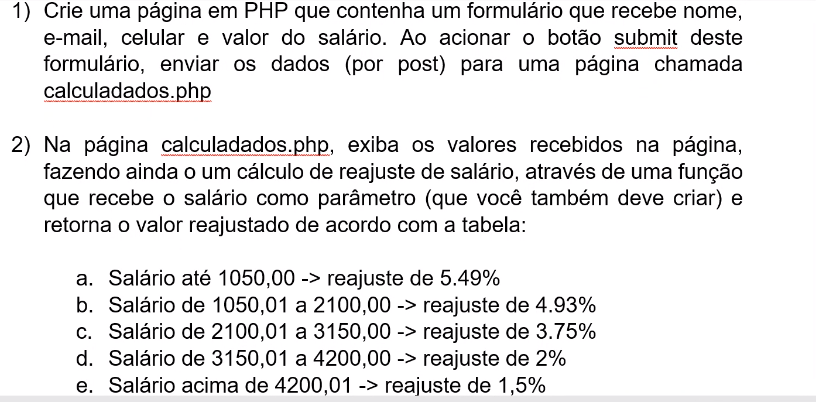 1) Crie uma página em PHP que contenha um formulário que recebe nome,
e-mail, celular e valor do salário. Ao acionar o botão submit deste
formulário, enviar os dados (por post) para uma página chamada
calculadados.php
2) Na página calculadados.php, exiba os valores recebidos na página,
fazendo ainda o um cálculo de reajuste de salário, através de uma função
que recebe o salário como parâmetro (que você também deve criar) e
retorna o valor reajustado de acordo com a tabela:
a. Salário até 1050,00 -> reajuste de 5.49%
b. Salário de 1050,01 a 2100,00 -> reajuste de 4.93%
c. Salário de 2100,01 a 3150,00 -> reajuste de 3.75%
d. Salário de 3150,01 a 4200,00 -> reajuste de 2%
e. Salário acima de 4200,01 -> reajuste de 1,5%